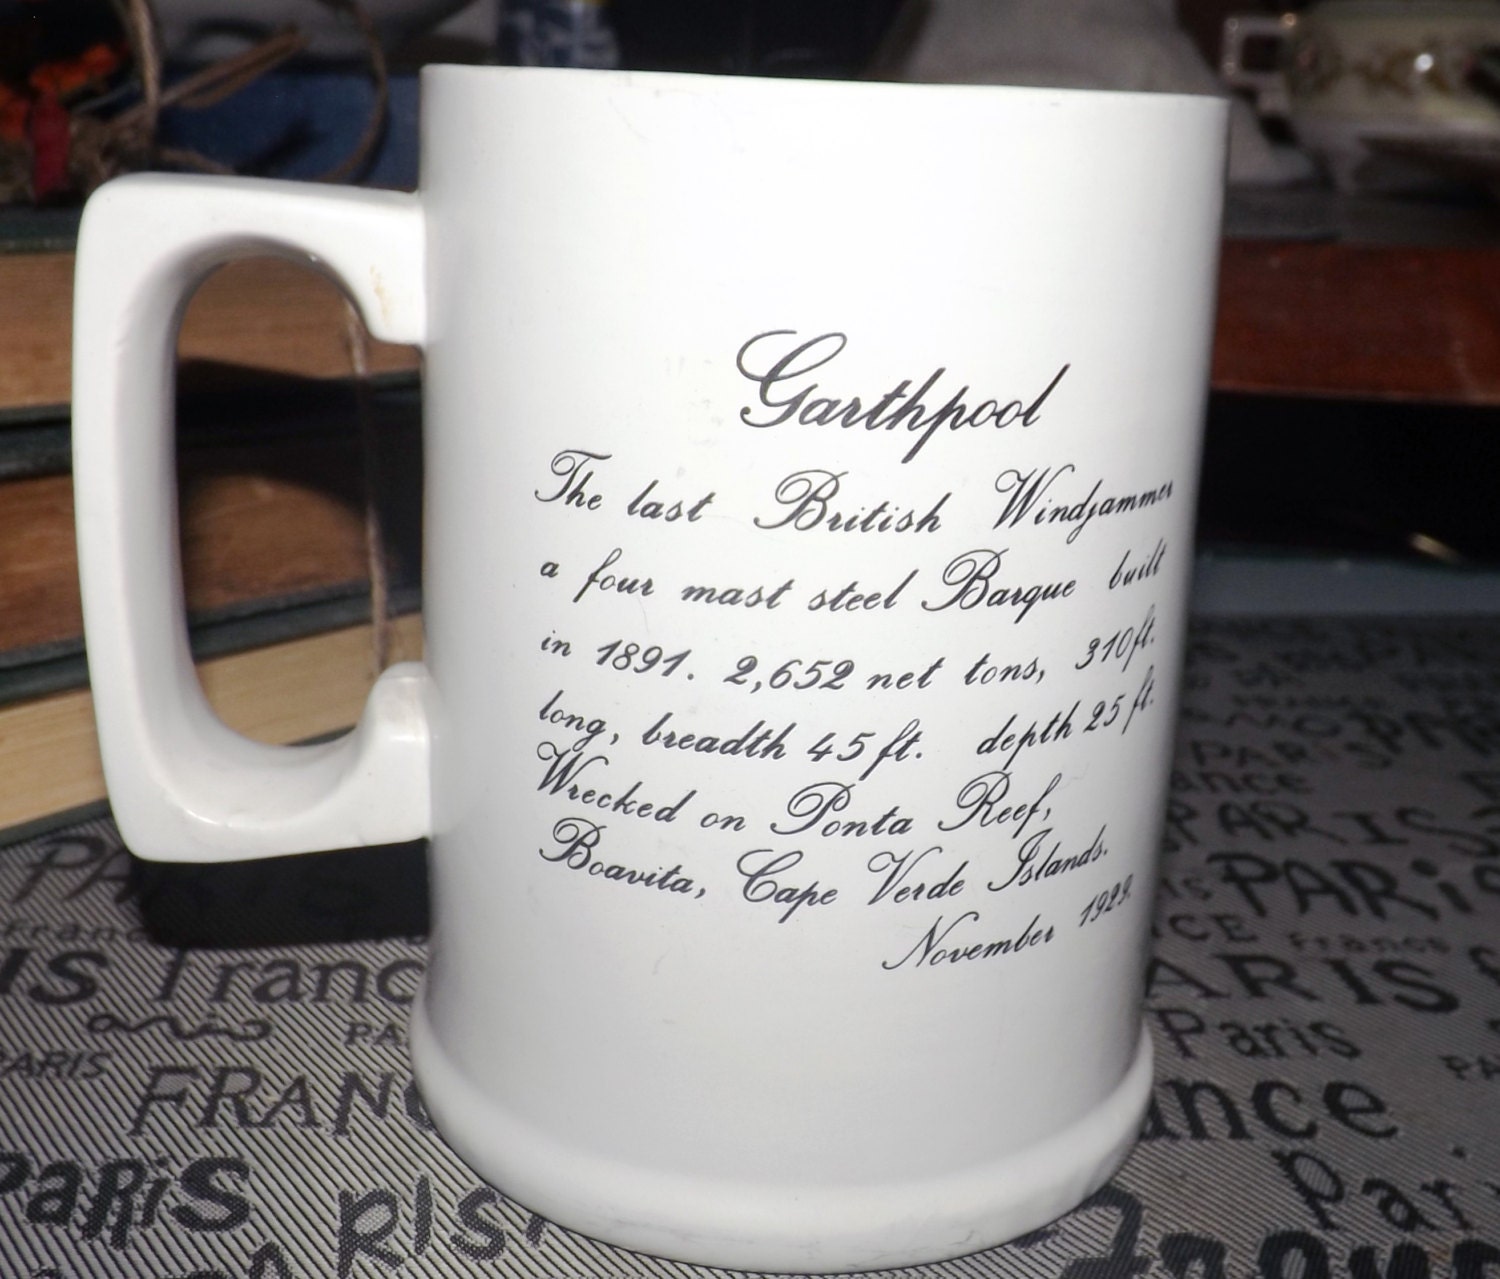 Garthpool
The last British Windjammer
a four mast steel Barque built
in 1891. 2,652 net tons, 310ft.
long, breadth 45ft. depth 25ft.
Wrecked on Ponta Reef,
Boavita, Cape Verde Islands.
November 1929.
PARIS
France
PARIS
PARIS
France
PARIS
Paris
PARIS
FRANC
Paris